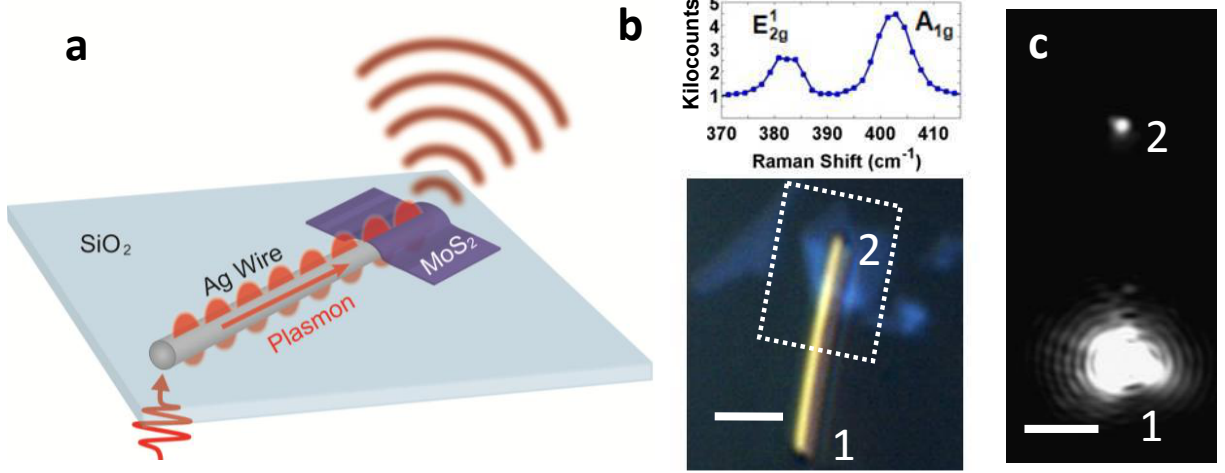 a
SiO₂
Ag Wire
Plasmon
MoS₂
b
Kilocounts
5
4
3
2
1
E¹₂g
A₁g
370 380 390 400 410
Raman Shift (cm⁻¹)
2
1
c
2
1